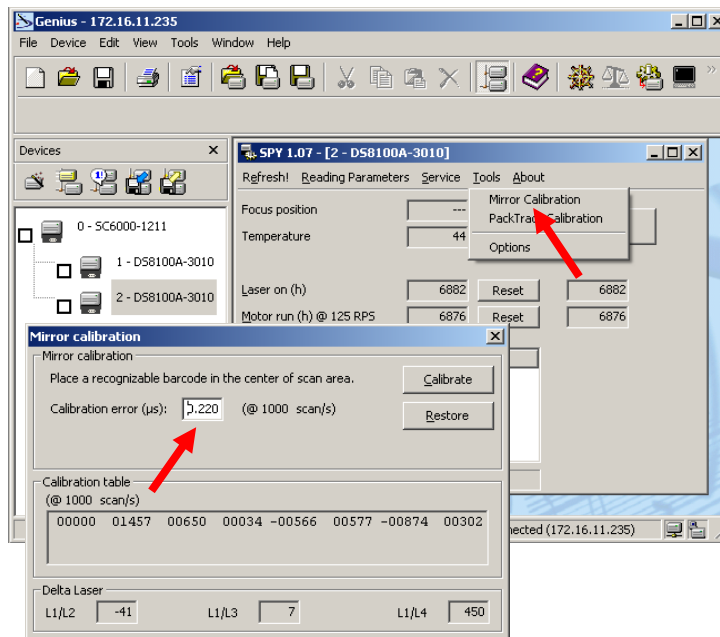 Genius - 172.16.11.235
File Device Edit View Tools Window Help
Devices
0 - SC6000-1211
1 - DS8100A-3010
2 - DS8100A-3010
SPY 1.07 - [2 - DS8100A-3010]
Refresh! Reading Parameters Service Tools About
Mirror Calibration
PackTrack Calibration
Options
Focus position ---
Temperature 44
Laser on (h) 6882 Reset 6882
Motor run (h) @ 125 RPS 6876 Reset 6876
Mirror calibration
Mirror calibration
Place a recognizable barcode in the center of scan area.
Calibrate
Calibration error (µs): .220 (@ 1000 scan/s)
Restore
Calibration table
(@ 1000 scan/s)
00000 01457 00650 00034 -00566 00577 -00874 00302
Delta Laser
L1/L2 -41 L1/L3 7 L1/L4 450
(172.16.11.235)